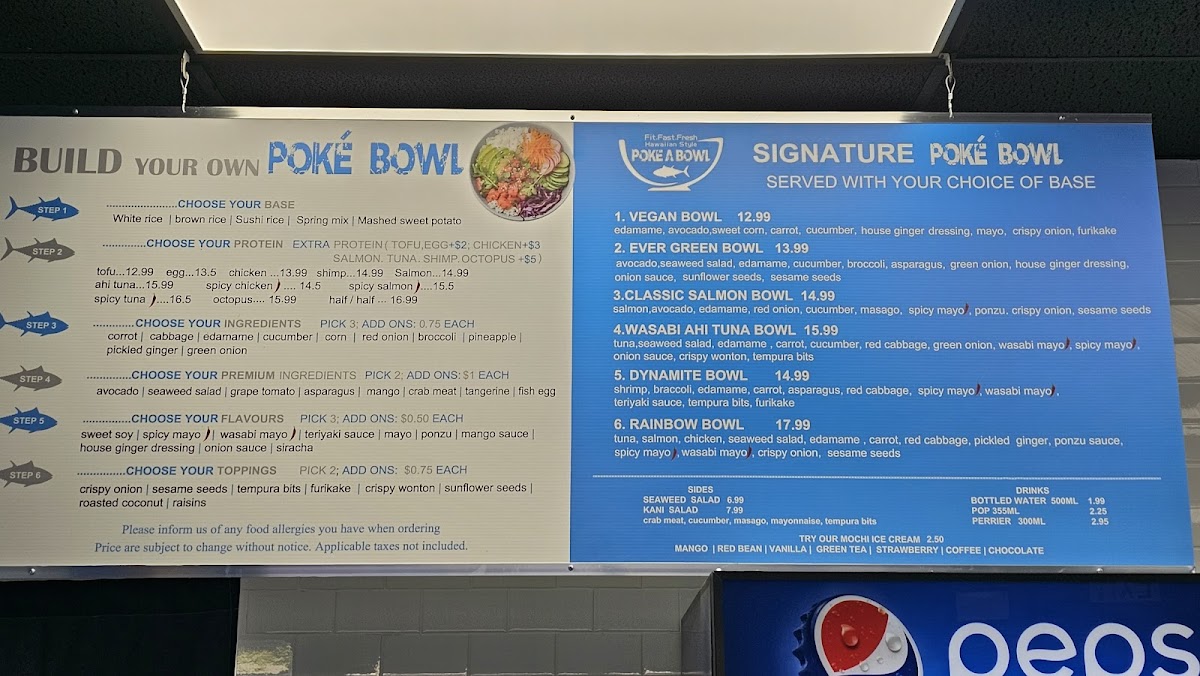 BUILD YOUR OWN POKÉ BOWL
STEP 1
......................CHOOSE YOUR BASE
White rice | brown rice | Sushi rice | Spring mix | Mashed sweet potato
STEP 2
..............CHOOSE YOUR PROTEIN EXTRA PROTEIN( TOFU,EGG+$2; CHICKEN+$3
SALMON. TUNA. SHIMP. OCTOPUS +$5 )
tofu...12.99 egg...13.5 chicken ...13.99 shimp...14.99 Salmon...14.99
ahi tuna...15.99 spicy chicken .... 14.5 spicy salmon ....15.5
spicy tuna ....16.5 octopus.... 15.99 half / half ... 16.99
STEP 3
.............CHOOSE YOUR INGREDIENTS PICK 3; ADD ONS: 0.75 EACH
corrot | cabbage | edamame | cucumber | corn | red onion | broccoli | pineapple |
pickled ginger | green onion
STEP 4
..............CHOOSE YOUR PREMIUM INGREDIENTS PICK 2; ADD ONS: $1 EACH
avocado | seaweed salad | grape tomato | asparagus | mango | crab meat | tangerine | fish egg
STEP 5
..............CHOOSE YOUR FLAVOURS PICK 3; ADD ONS: $0.50 EACH
sweet soy | spicy mayo | wasabi mayo | teriyaki sauce | mayo | ponzu | mango sauce |
house ginger dressing | onion sauce | siracha
STEP 6
..............CHOOSE YOUR TOPPINGS PICK 2; ADD ONS: $0.75 EACH
crispy onion | sesame seeds | tempura bits | furikake | crispy wonton | sunflower seeds |
roasted coconut | raisins
Please inform us of any food allergies you have when ordering
Price are subject to change without notice. Applicable taxes not included.
Fit.Fast.Fresh
Hawaiian Style
POKE A BOWL
SIGNATURE POKÉ BOWL
SERVED WITH YOUR CHOICE OF BASE
1. VEGAN BOWL 12.99
edamame, avocado,sweet corn, carrot, cucumber, house ginger dressing, mayo, crispy onion, furikake
2. EVER GREEN BOWL 13.99
avocado,seaweed salad, edamame, cucumber, broccoli, asparagus, green onion, house ginger dressing,
onion sauce, sunflower seeds, sesame seeds
3.CLASSIC SALMON BOWL 14.99
salmon,avocado, edamame, red onion, cucumber, masago, spicy mayo, ponzu. crispy onion, sesame seeds
4.WASABI AHI TUNA BOWL 15.99
tuna,seaweed salad, edamame , carrot, cucumber, red cabbage, green onion, wasabi mayo, spicy mayo,
onion sauce, crispy wonton, tempura bits
5. DYNAMITE BOWL 14.99
shrimp, braccoli, edamame, carrot, asparagus, red cabbage, spicy mayo, wasabi mayo,
teriyaki sauce, tempura bits, furikake
6. RAINBOW BOWL 17.99
tuna, salmon, chicken, seaweed salad, edamame , carrot, red cabbage, pickled ginger, ponzu sauce,
spicy mayo, wasabi mayo, crispy onion, sesame seeds
SIDES
SEAWEED SALAD 6.99
KANI SALAD 7.99
crab meat, cucumber, masago, mayonnaise, tempura bits
DRINKS
BOTTLED WATER 500ML 1.99
POP 355ML 2.25
PERRIER 300ML 2.95
TRY OUR MOCHI ICE CREAM 2.50
MANGO | RED BEAN | VANILLA | GREEN TEA | STRAWBERRY | COFFEE | CHOCOLATE
peps